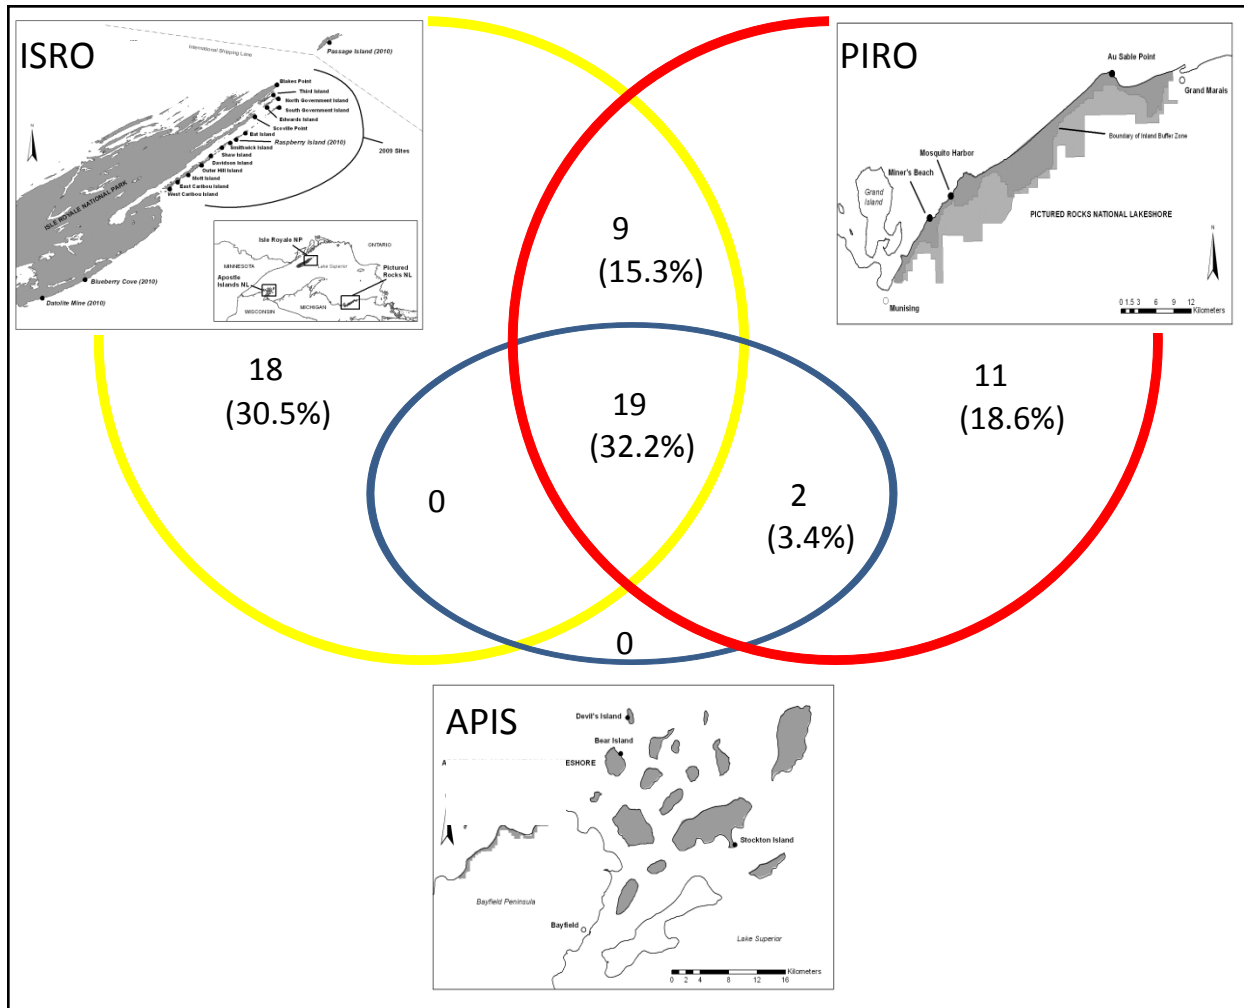 ISRO
International Shipping Lane
Passage Island (2010)
Blakes Point
Third Island
North Government Island
South Government Island
Edwards Island
Scoville Point
Bat Island
Raspberry Island (2010)
Smithwick Island
Shaw Island
Davidson Island
Outer Hill Island
Mott Island
East Caribou Island
West Caribou Island
2009 Sites
N
ISLE ROYALE NATIONAL PARK
Blueberry Cove (2010)
Datolite Mine (2010)
Isle Royale NP
ONTARIO
MINNESOTA
Lake Superior
Apostle
Islands NL
Pictured
Rocks NL
MICHIGAN
WISCONSIN
PIRO
Au Sable Point
Grand Marais
Boundary of Inland Buffer Zone
Mosquito Harbor
Miner's Beach
Grand
Island
PICTURED ROCKS NATIONAL LAKESHORE
N
Munising
0 1.5 3 6 9 12
Kilometers
9
(15.3%)
18
(30.5%)
19
(32.2%)
11
(18.6%)
0
2
(3.4%)
0
APIS
Devil's Island
Bear Island
A
ESHORE
Stockton Island
Bayfield Peninsula
Bayfield
Lake Superior
Kilometers
0 2 4 8 12 16